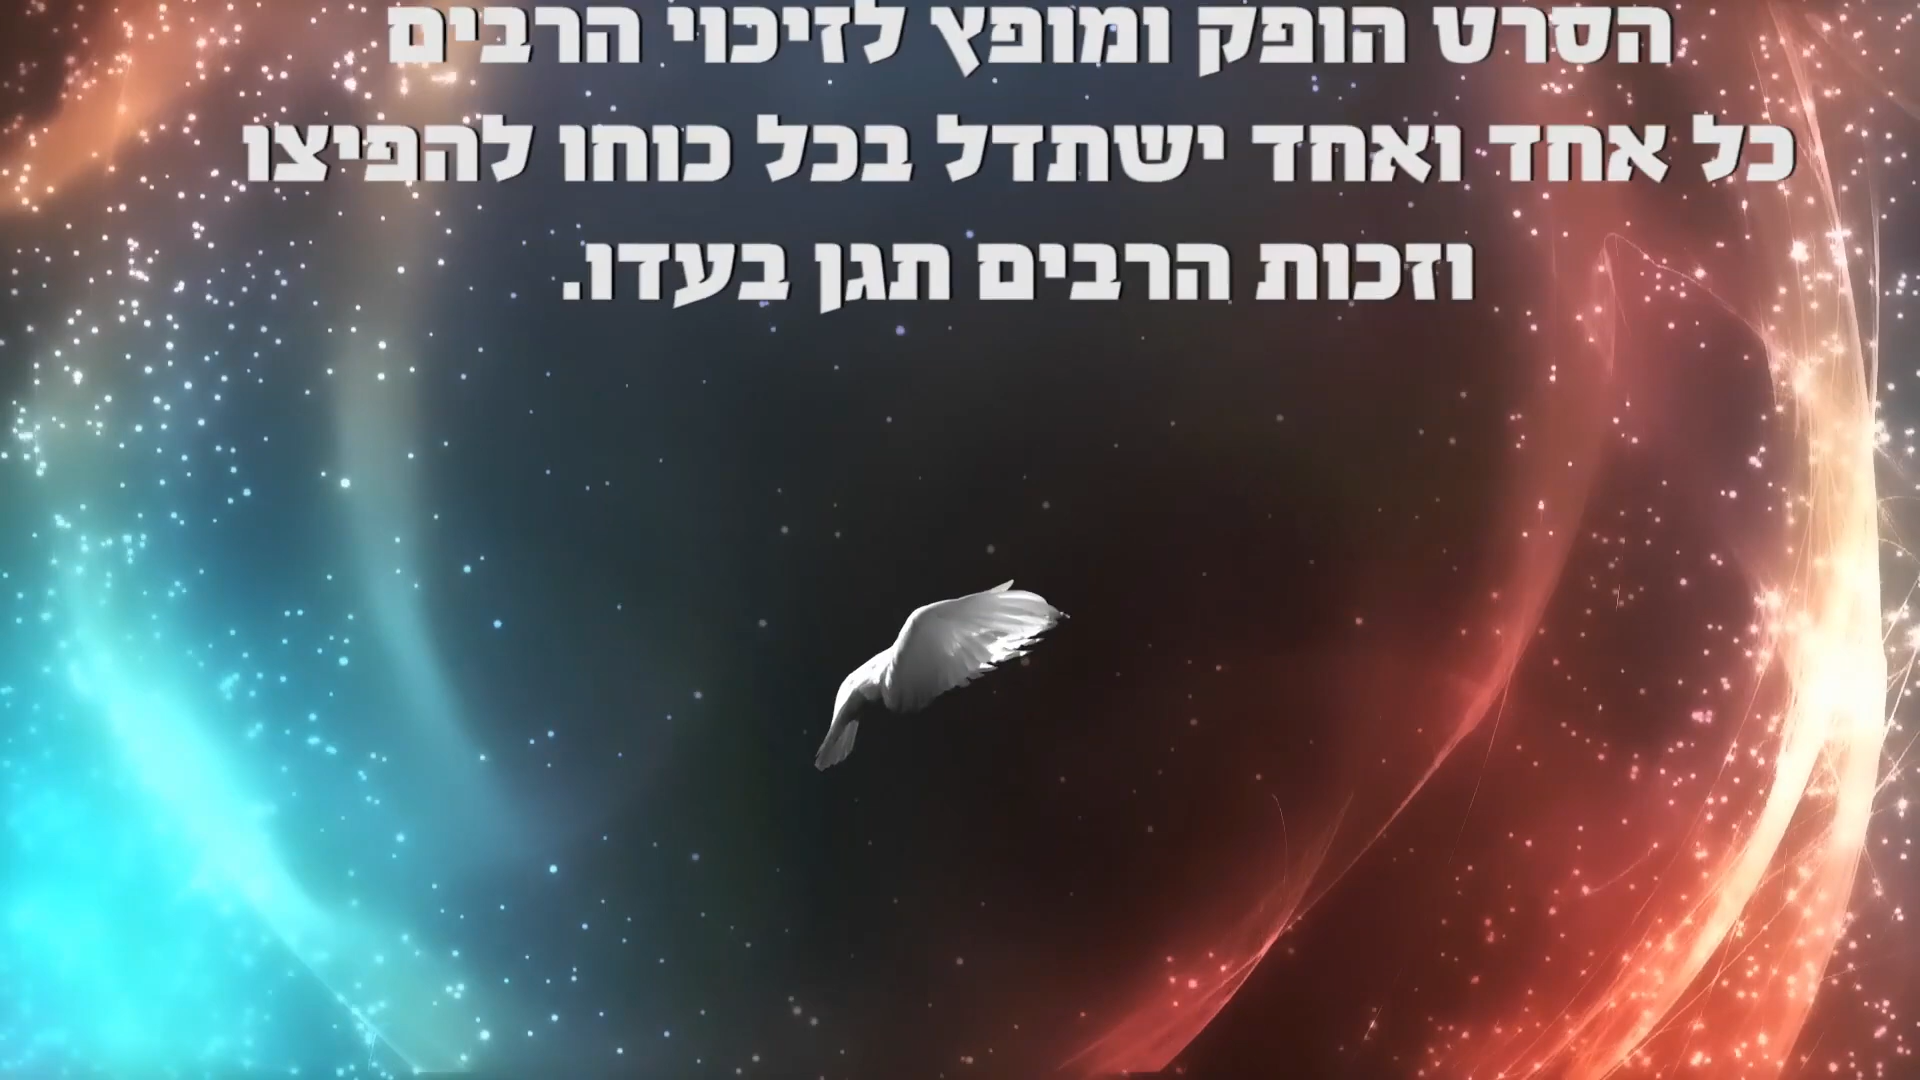 הסרט הופק ומופץ לזיכוי הרבים
כל אחד ואחד ישתדל בכל כוחו להפיצו
וזכות הרבים תגן בעדו.